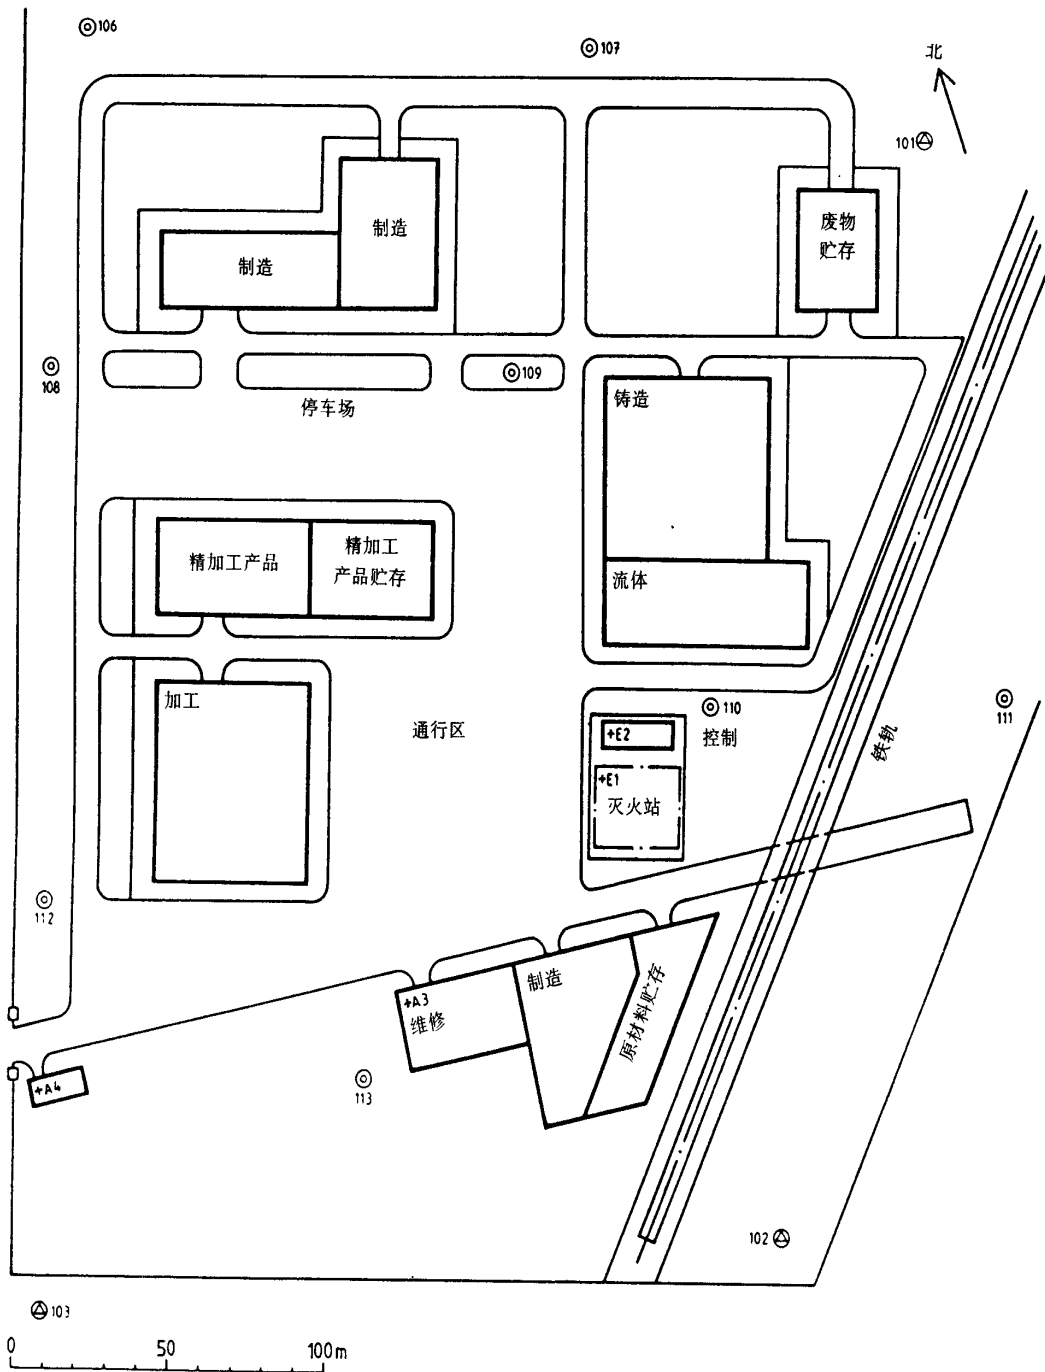 106
107
北
101
制造
制造
废物
贮存
108
109
停车场
铸造
精加工产品
精加工
产品贮存
流体
加工
通行区
110
控制
111
+E2
+E1
灭火站
铁轨
112
+A3
维修
制造
原材料贮存
+A4
113
102
103
0 50 100m